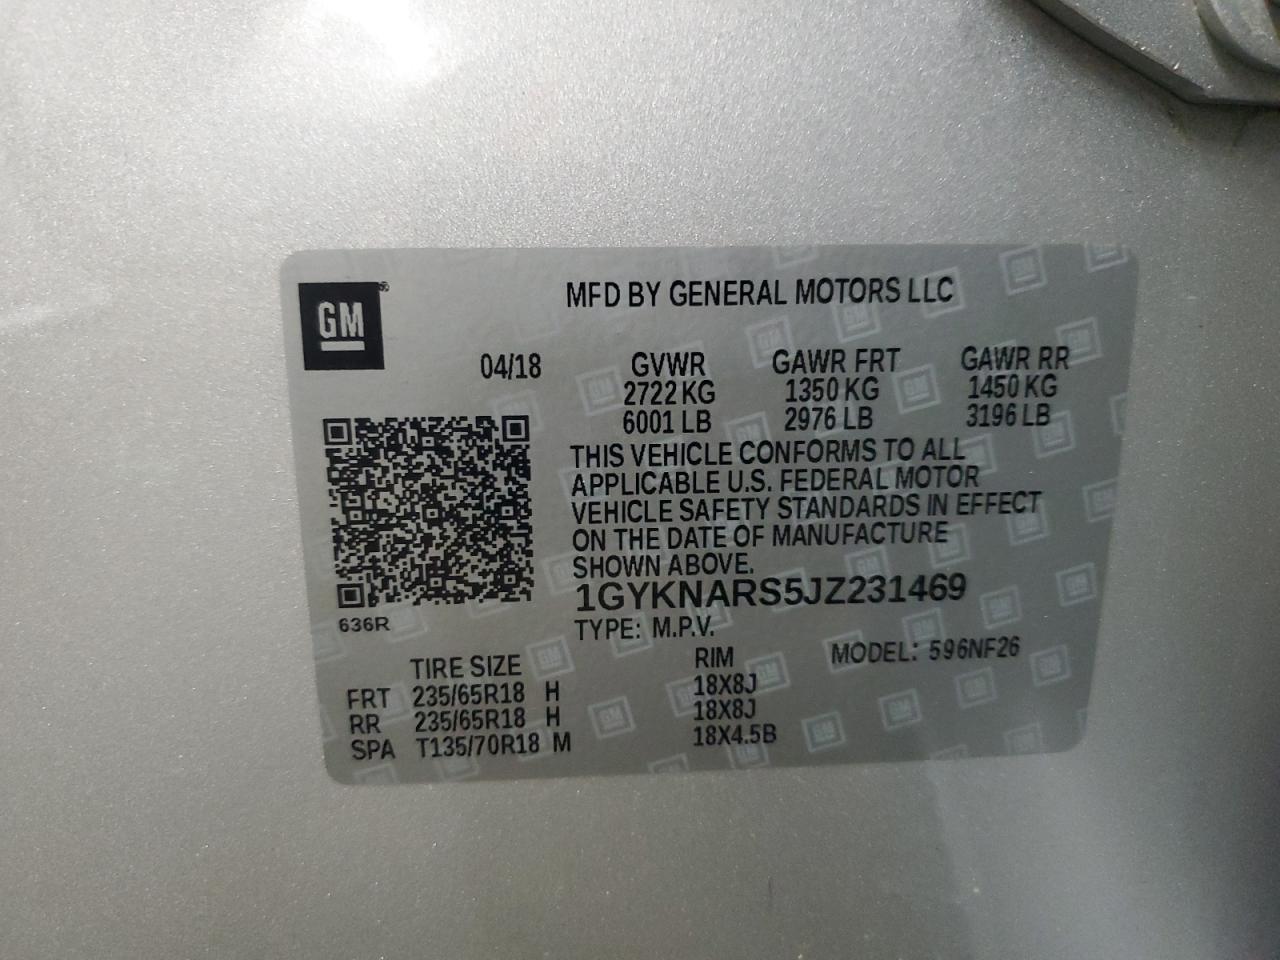 GM®
MFD BY GENERAL MOTORS LLC
04/18 GVWR GAWR FRT GAWR RR
2722 KG 1350 KG 1450 KG
6001 LB 2976 LB 3196 LB
THIS VEHICLE CONFORMS TO ALL
APPLICABLE U.S. FEDERAL MOTOR
VEHICLE SAFETY STANDARDS IN EFFECT
ON THE DATE OF MANUFACTURE
SHOWN ABOVE.
1GYKNARS5JZ231469
636R
TYPE: M.P.V. MODEL: 596NF26
TIRE SIZE RIM
FRT 235/65R18 H 18X8J
RR 235/65R18 H 18X8J
SPA T135/70R18 M 18X4.5B